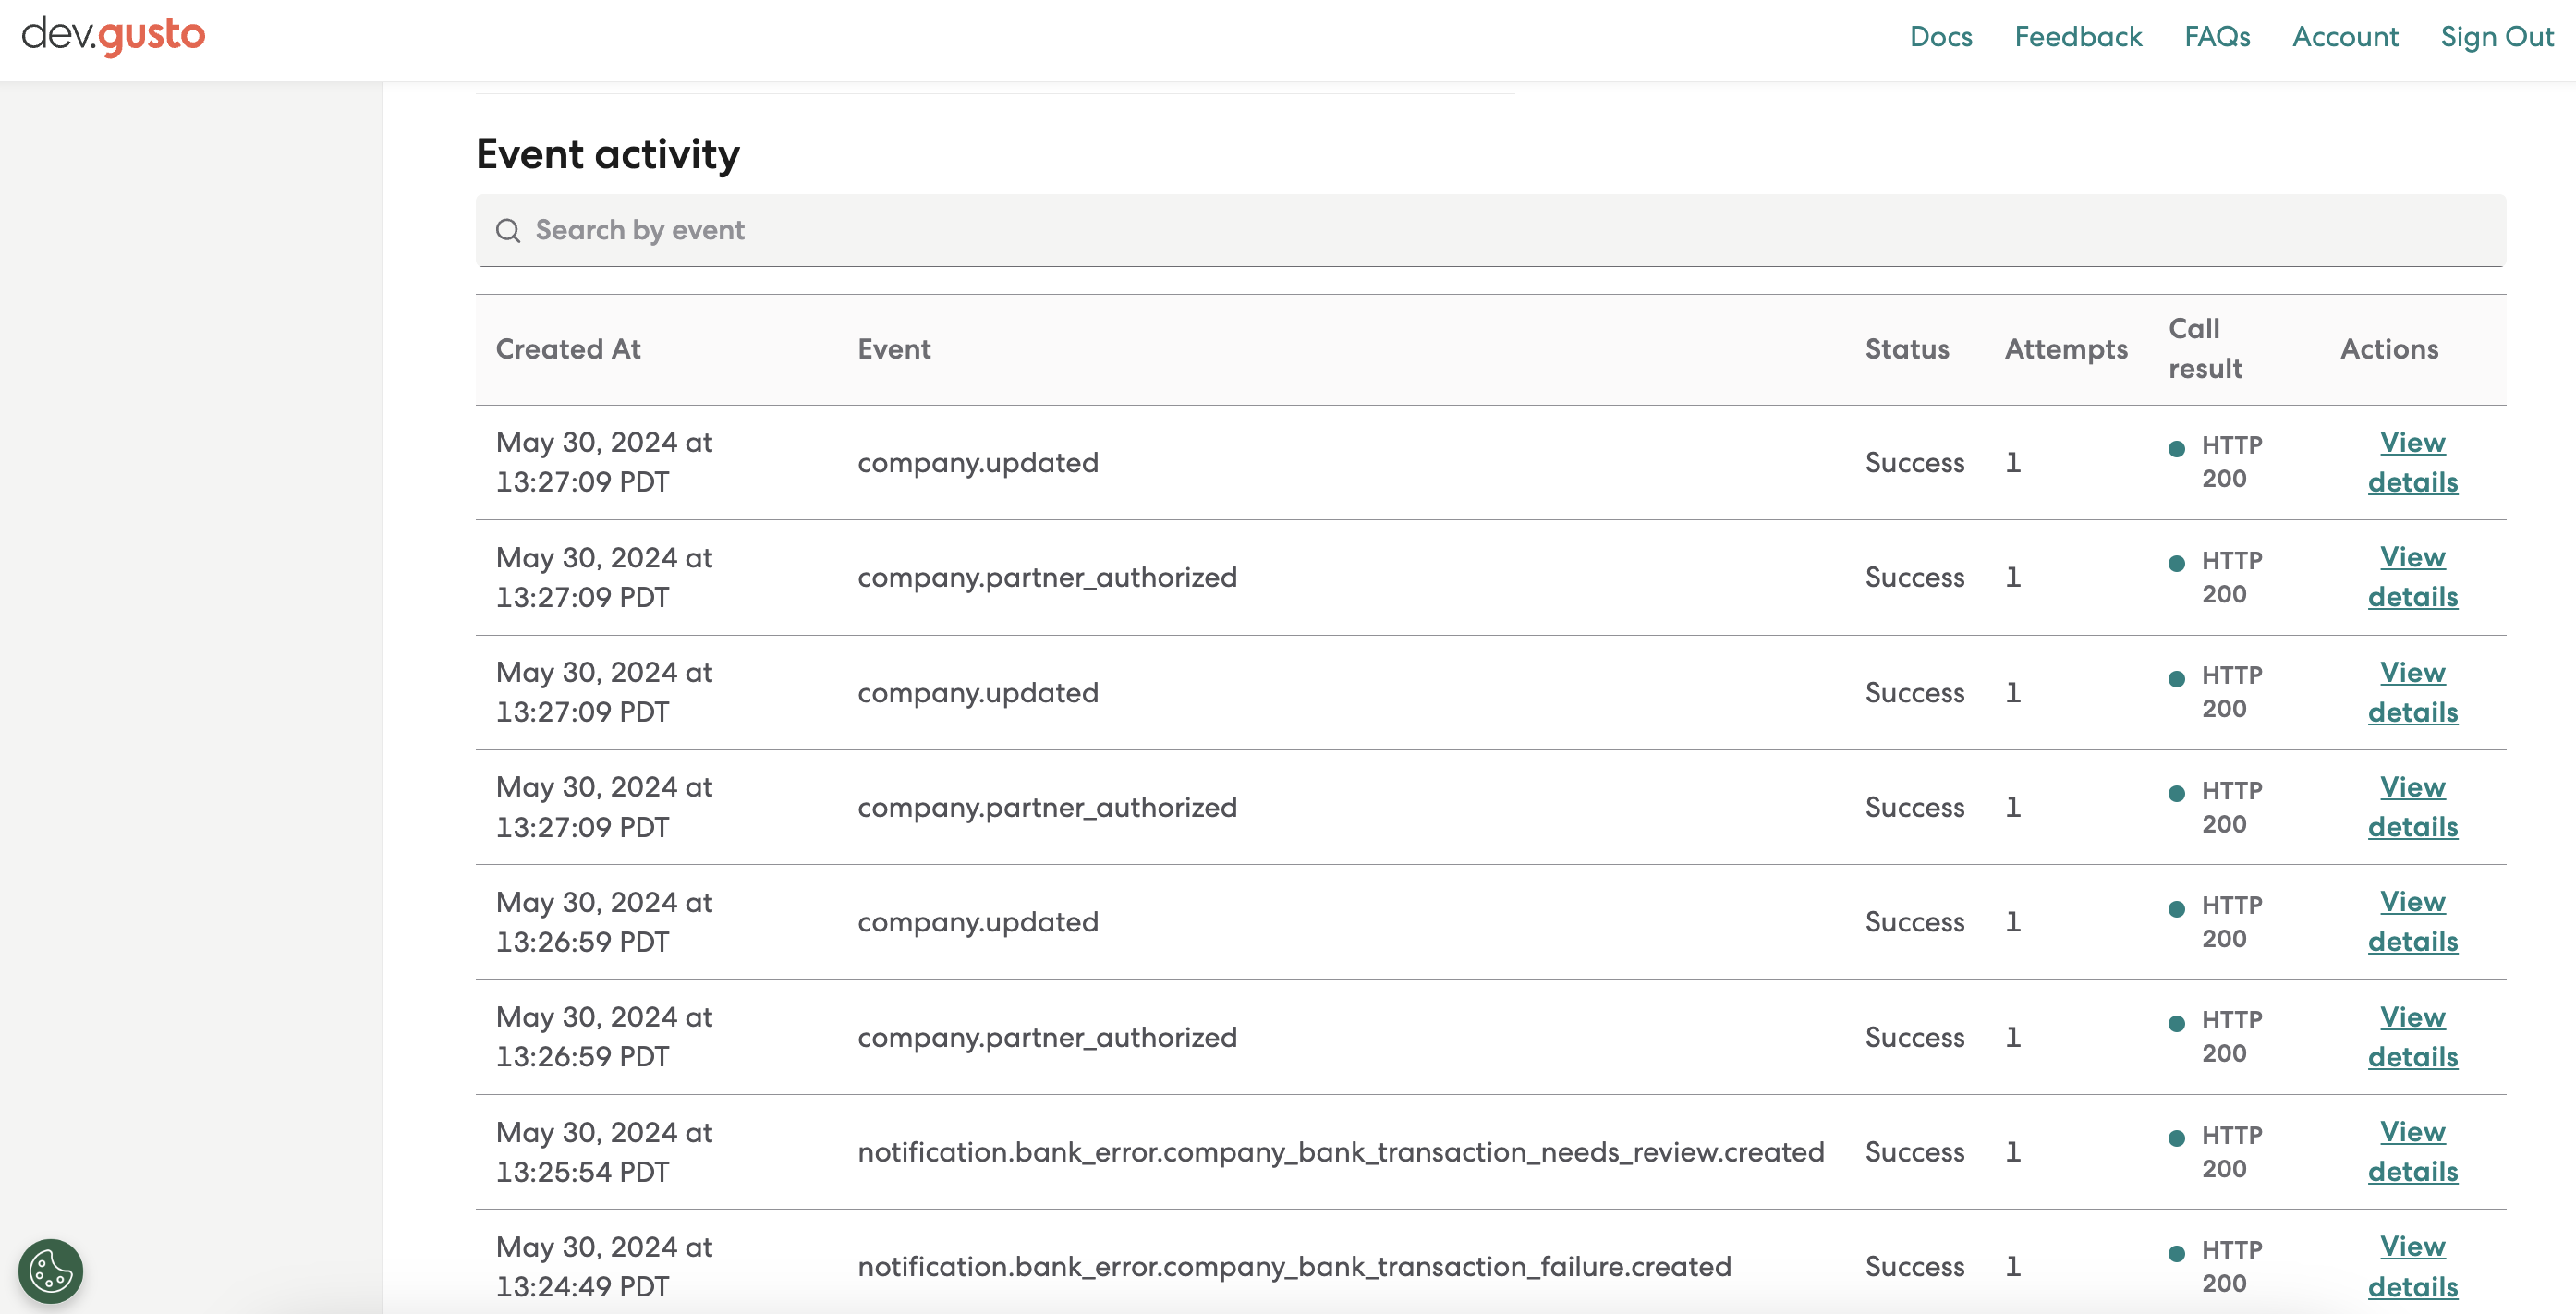 dev.gusto
Docs Feedback FAQs Account Sign Out
Event activity
Search by event
Created At Event Status Attempts Call result Actions
May 30, 2024 at
13:27:09 PDT
company.updated Success 1 HTTP 200 View details
May 30, 2024 at
13:27:09 PDT
company.partner_authorized Success 1 HTTP 200 View details
May 30, 2024 at
13:27:09 PDT
company.updated Success 1 HTTP 200 View details
May 30, 2024 at
13:27:09 PDT
company.partner_authorized Success 1 HTTP 200 View details
May 30, 2024 at
13:26:59 PDT
company.updated Success 1 HTTP 200 View details
May 30, 2024 at
13:26:59 PDT
company.partner_authorized Success 1 HTTP 200 View details
May 30, 2024 at
13:25:54 PDT
notification.bank_error.company_bank_transaction_needs_review.created Success 1 HTTP 200 View details
May 30, 2024 at
13:24:49 PDT
notification.bank_error.company_bank_transaction_failure.created Success 1 HTTP 200 View details